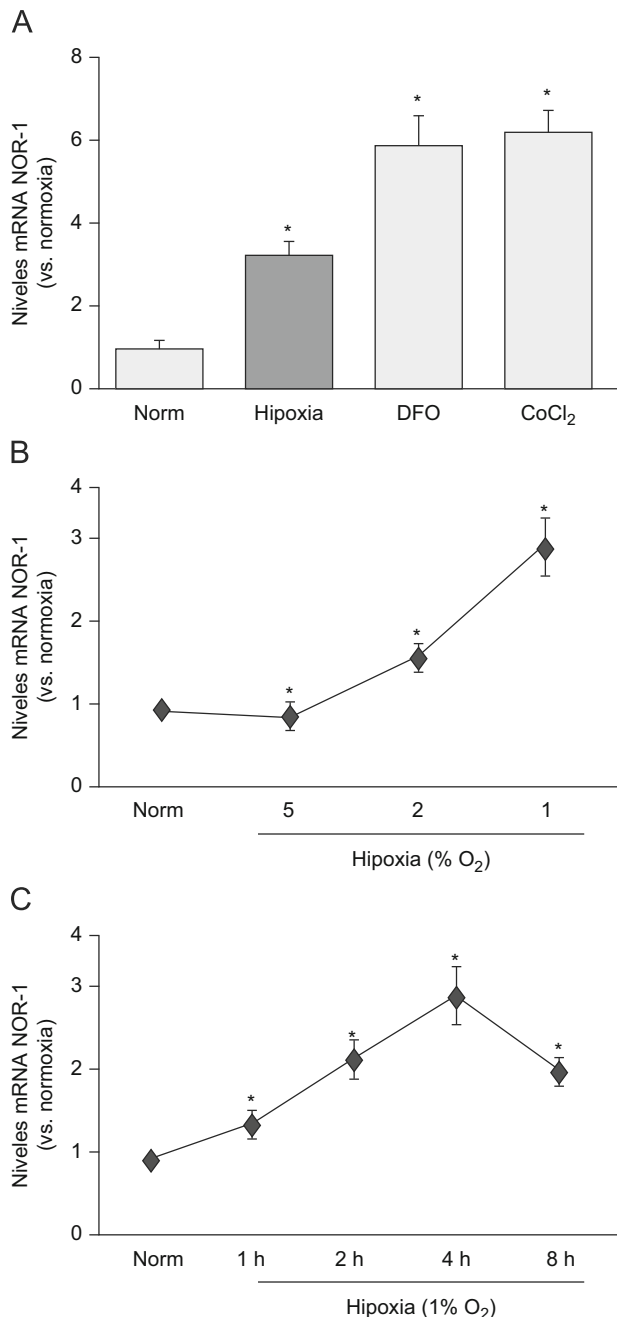 A
Niveles mRNA NOR-1
(vs. normoxia)
8
6
4
2
0
*
*
*
Norm Hipoxia DFO CoCl₂
B
Niveles mRNA NOR-1
(vs. normoxia)
4
3
2
1
0
*
*
*
Norm 5 2 1
Hipoxia (% O₂)
C
Niveles mRNA NOR-1
(vs. normoxia)
4
3
2
1
0
*
*
*
*
Norm 1 h 2 h 4 h 8 h
Hipoxia (1% O₂)